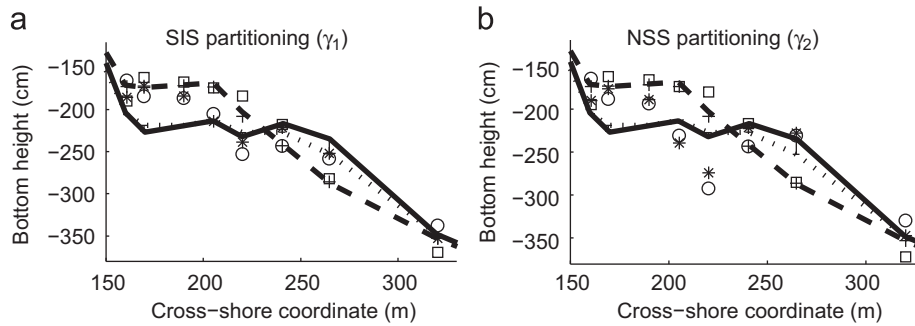 a
SIS partitioning (γ₁)
Bottom height (cm)
−150
−200
−250
−300
−350
150 200 250 300
Cross−shore coordinate (m)
b
NSS partitioning (γ₂)
Bottom height (cm)
−150
−200
−250
−300
−350
150 200 250 300
Cross−shore coordinate (m)